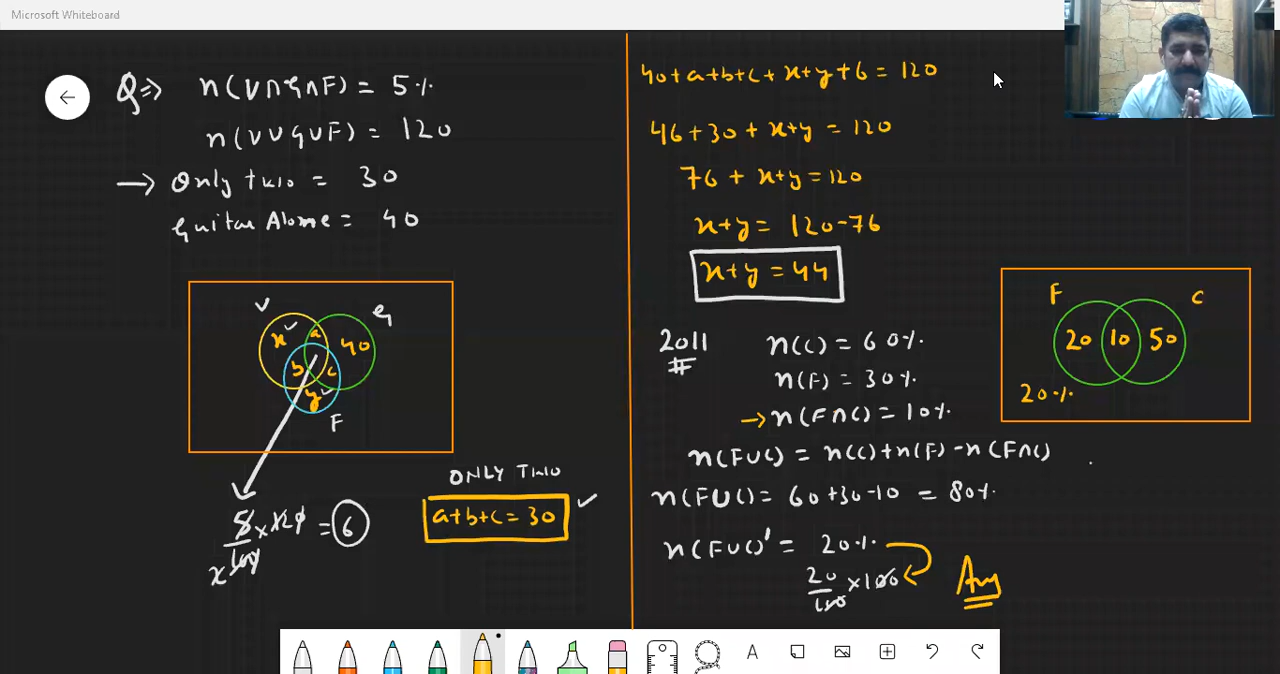 Microsoft Whiteboard
Q⇒ n(V∩G∩F) = 5%
n(V∪G∪F) = 120
→ Only two = 30
Guitar Alone = 40
V
G
x
a
40
b
c
y
F
5/100 × 120 = 6
x
ONLY TWO
a+b+c = 30
40+a+b+c+x+y+6 = 120
46+30+x+y = 120
76 + x+y = 120
x+y = 120-76
x+y = 44
2011
n(C) = 60%
n(F) = 30%
→ n(F∩C) = 10%
n(F∪C) = n(C)+n(F)-n(F∩C)
n(F∪C) = 60+30-10 = 80%
n(F∪C)' = 20%
20/100 × 100
Ans
F
C
20
10
50
20%